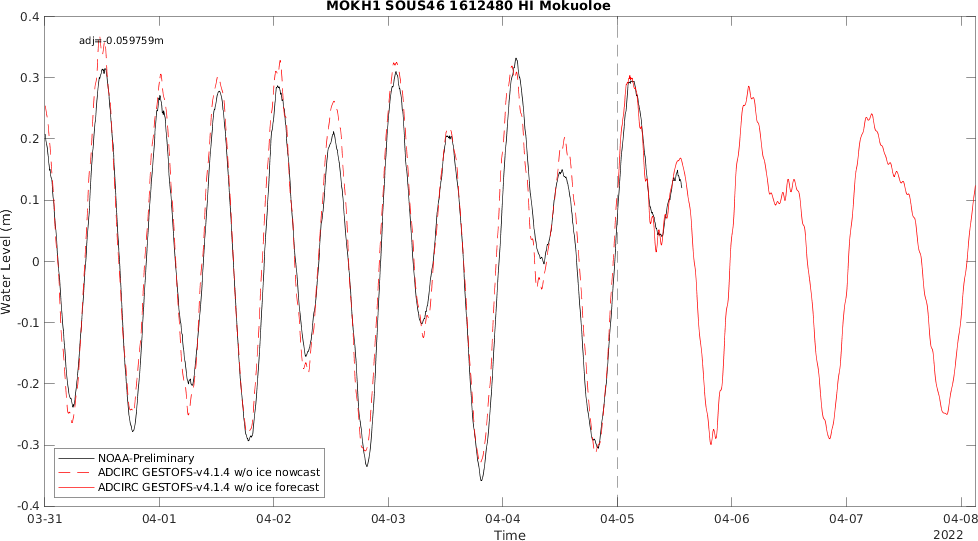 MOKH1 SOUS46 1612480 HI Mokuoloe
adj=-0.059759m
Water Level (m)
0.4
0.3
0.2
0.1
0
-0.1
-0.2
-0.3
-0.4
NOAA-Preliminary
ADCIRC GESTOFS-v4.1.4 w/o ice nowcast
ADCIRC GESTOFS-v4.1.4 w/o ice forecast
03-31 04-01 04-02 04-03 04-04 04-05 04-06 04-07 04-08
Time
2022